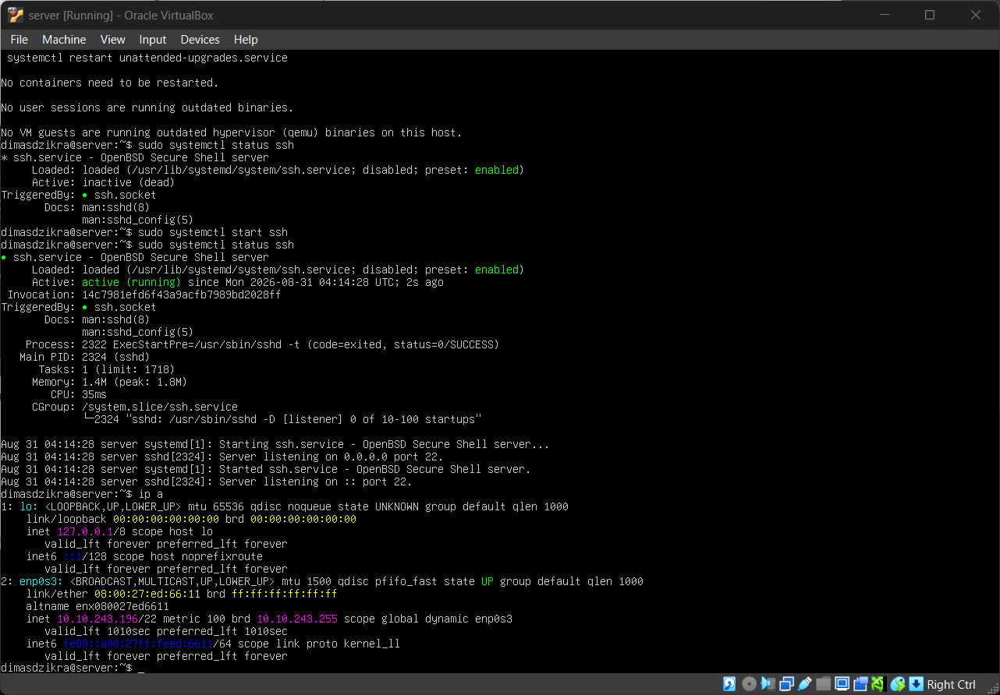 server [Running] - Oracle VirtualBox
File Machine View Input Devices Help
systemctl restart unattended-upgrades.service
No containers need to be restarted.
No user sessions are running outdated binaries.
No VM guests are running outdated hypervisor (qemu) binaries on this host.
dimasdzikra@server:~$ sudo systemctl status ssh
* ssh.service - OpenBSD Secure Shell server
Loaded: loaded (/usr/lib/systemd/system/ssh.service; disabled; preset: enabled)
Active: inactive (dead)
TriggeredBy: ● ssh.socket
Docs: man:sshd(8)
man:sshd_config(5)
dimasdzikra@server:~$ sudo systemctl start ssh
dimasdzikra@server:~$ sudo systemctl status ssh
● ssh.service - OpenBSD Secure Shell server
Loaded: loaded (/usr/lib/systemd/system/ssh.service; disabled; preset: enabled)
Active: active (running) since Mon 2026-08-31 04:14:28 UTC; 2s ago
Invocation: 14c7981efd6f43a9acfb7989bd2028ff
TriggeredBy: ● ssh.socket
Docs: man:sshd(8)
man:sshd_config(5)
Process: 2322 ExecStartPre=/usr/sbin/sshd -t (code=exited, status=0/SUCCESS)
Main PID: 2324 (sshd)
Tasks: 1 (limit: 1718)
Memory: 1.4M (peak: 1.8M)
CPU: 35ms
CGroup: /system.slice/ssh.service
└─2324 "sshd: /usr/sbin/sshd -D [listener] 0 of 10-100 startups"
Aug 31 04:14:28 server systemd[1]: Starting ssh.service - OpenBSD Secure Shell server...
Aug 31 04:14:28 server sshd[2324]: Server listening on 0.0.0.0 port 22.
Aug 31 04:14:28 server systemd[1]: Started ssh.service - OpenBSD Secure Shell server.
Aug 31 04:14:28 server sshd[2324]: Server listening on :: port 22.
dimasdzikra@server:~$ ip a
1: lo: <LOOPBACK,UP,LOWER_UP> mtu 65536 qdisc noqueue state UNKNOWN group default qlen 1000
link/loopback 00:00:00:00:00:00 brd 00:00:00:00:00:00
inet 127.0.0.1/8 scope host lo
valid_lft forever preferred_lft forever
inet6 ::1/128 scope host noprefixroute
valid_lft forever preferred_lft forever
2: enp0s3: <BROADCAST,MULTICAST,UP,LOWER_UP> mtu 1500 qdisc pfifo_fast state UP group default qlen 1000
link/ether 08:00:27:ed:66:11 brd ff:ff:ff:ff:ff:ff
altname enx080027ed6611
inet 10.10.243.196/22 metric 100 brd 10.10.243.255 scope global dynamic enp0s3
valid_lft 1010sec preferred_lft 1010sec
inet6 fe80::a00:27ff:feed:6611/64 scope link proto kernel_ll
valid_lft forever preferred_lft forever
dimasdzikra@server:~$ _
Right Ctrl